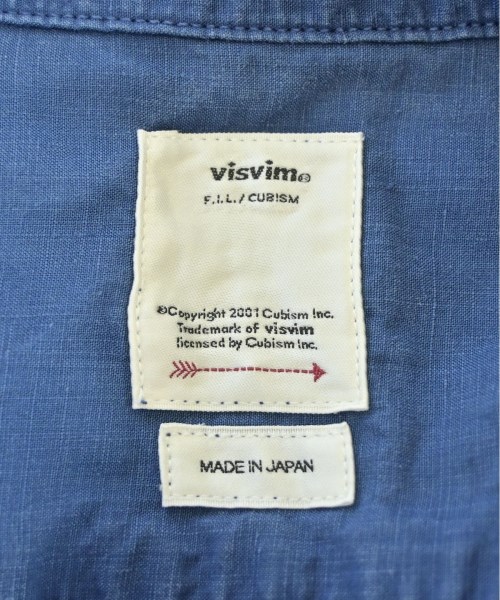 visvim®
F.I.L./CUBISM
©Copyright 2001 Cubism Inc.
Trademark of visvim
licensed by Cubism Inc.
MADE IN JAPAN